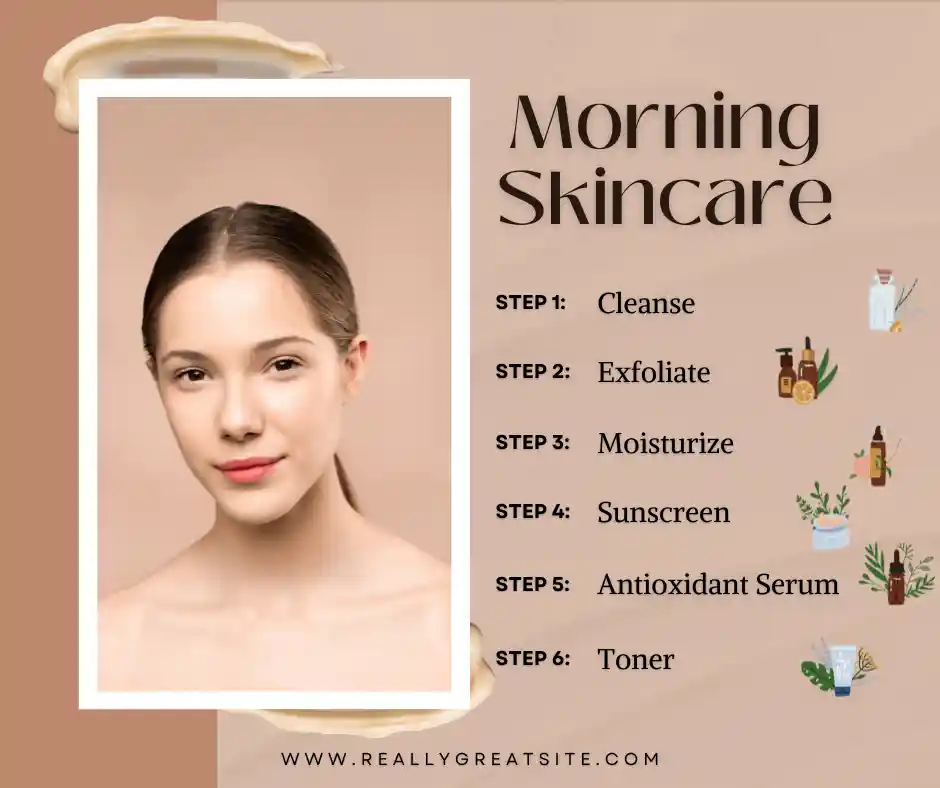 Morning
Skincare
STEP 1: Cleanse
STEP 2: Exfoliate
STEP 3: Moisturize
STEP 4: Sunscreen
STEP 5: Antioxidant Serum
STEP 6: Toner
WWW.REALLYGREATSITE.COM